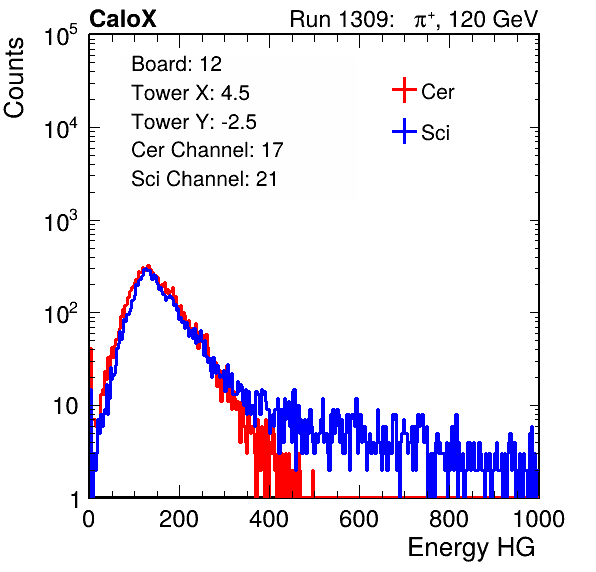 CaloX Run 1309: π⁺, 120 GeV
Counts
Board: 12
Tower X: 4.5
Tower Y: -2.5
Cer Channel: 17
Sci Channel: 21
Cer
Sci
10⁵
10⁴
10³
10²
10
1
0 200 400 600 800 1000
Energy HG